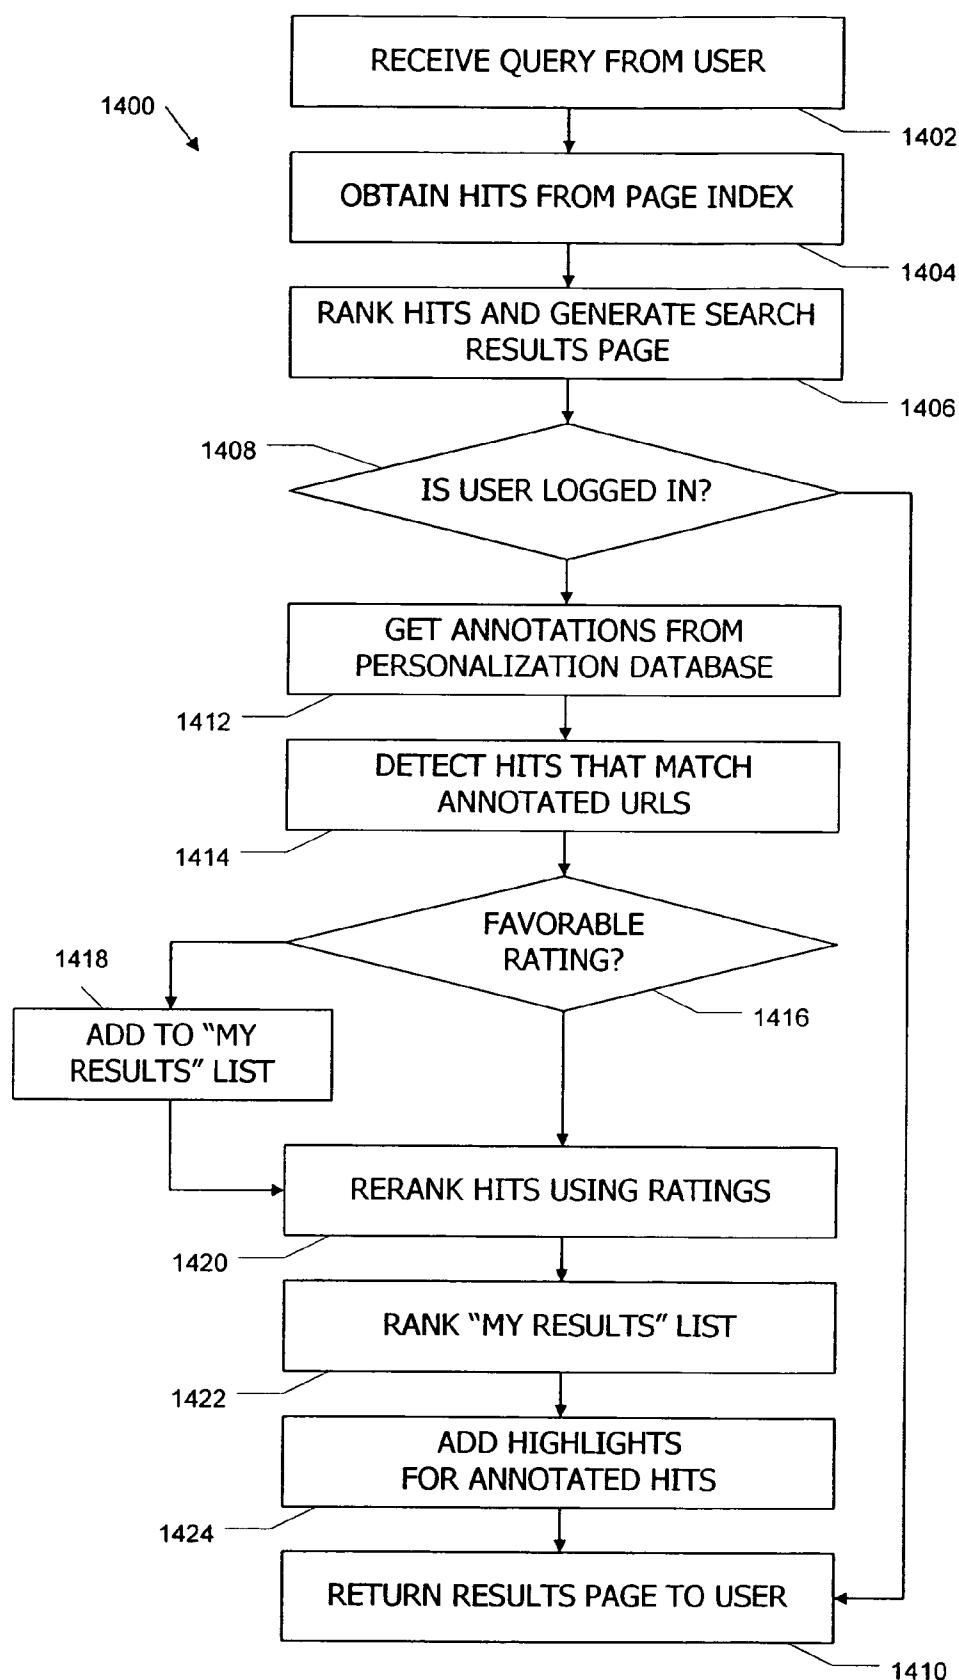 RECEIVE QUERY FROM USER
1400
1402
OBTAIN HITS FROM PAGE INDEX
1404
RANK HITS AND GENERATE SEARCH
RESULTS PAGE
1406
1408
IS USER LOGGED IN?
GET ANNOTATIONS FROM
PERSONALIZATION DATABASE
1412
DETECT HITS THAT MATCH
ANNOTATED URLS
1414
FAVORABLE
RATING?
1416
1418
ADD TO “MY
RESULTS” LIST
RERANK HITS USING RATINGS
1420
RANK “MY RESULTS” LIST
1422
ADD HIGHLIGHTS
FOR ANNOTATED HITS
1424
RETURN RESULTS PAGE TO USER
1410